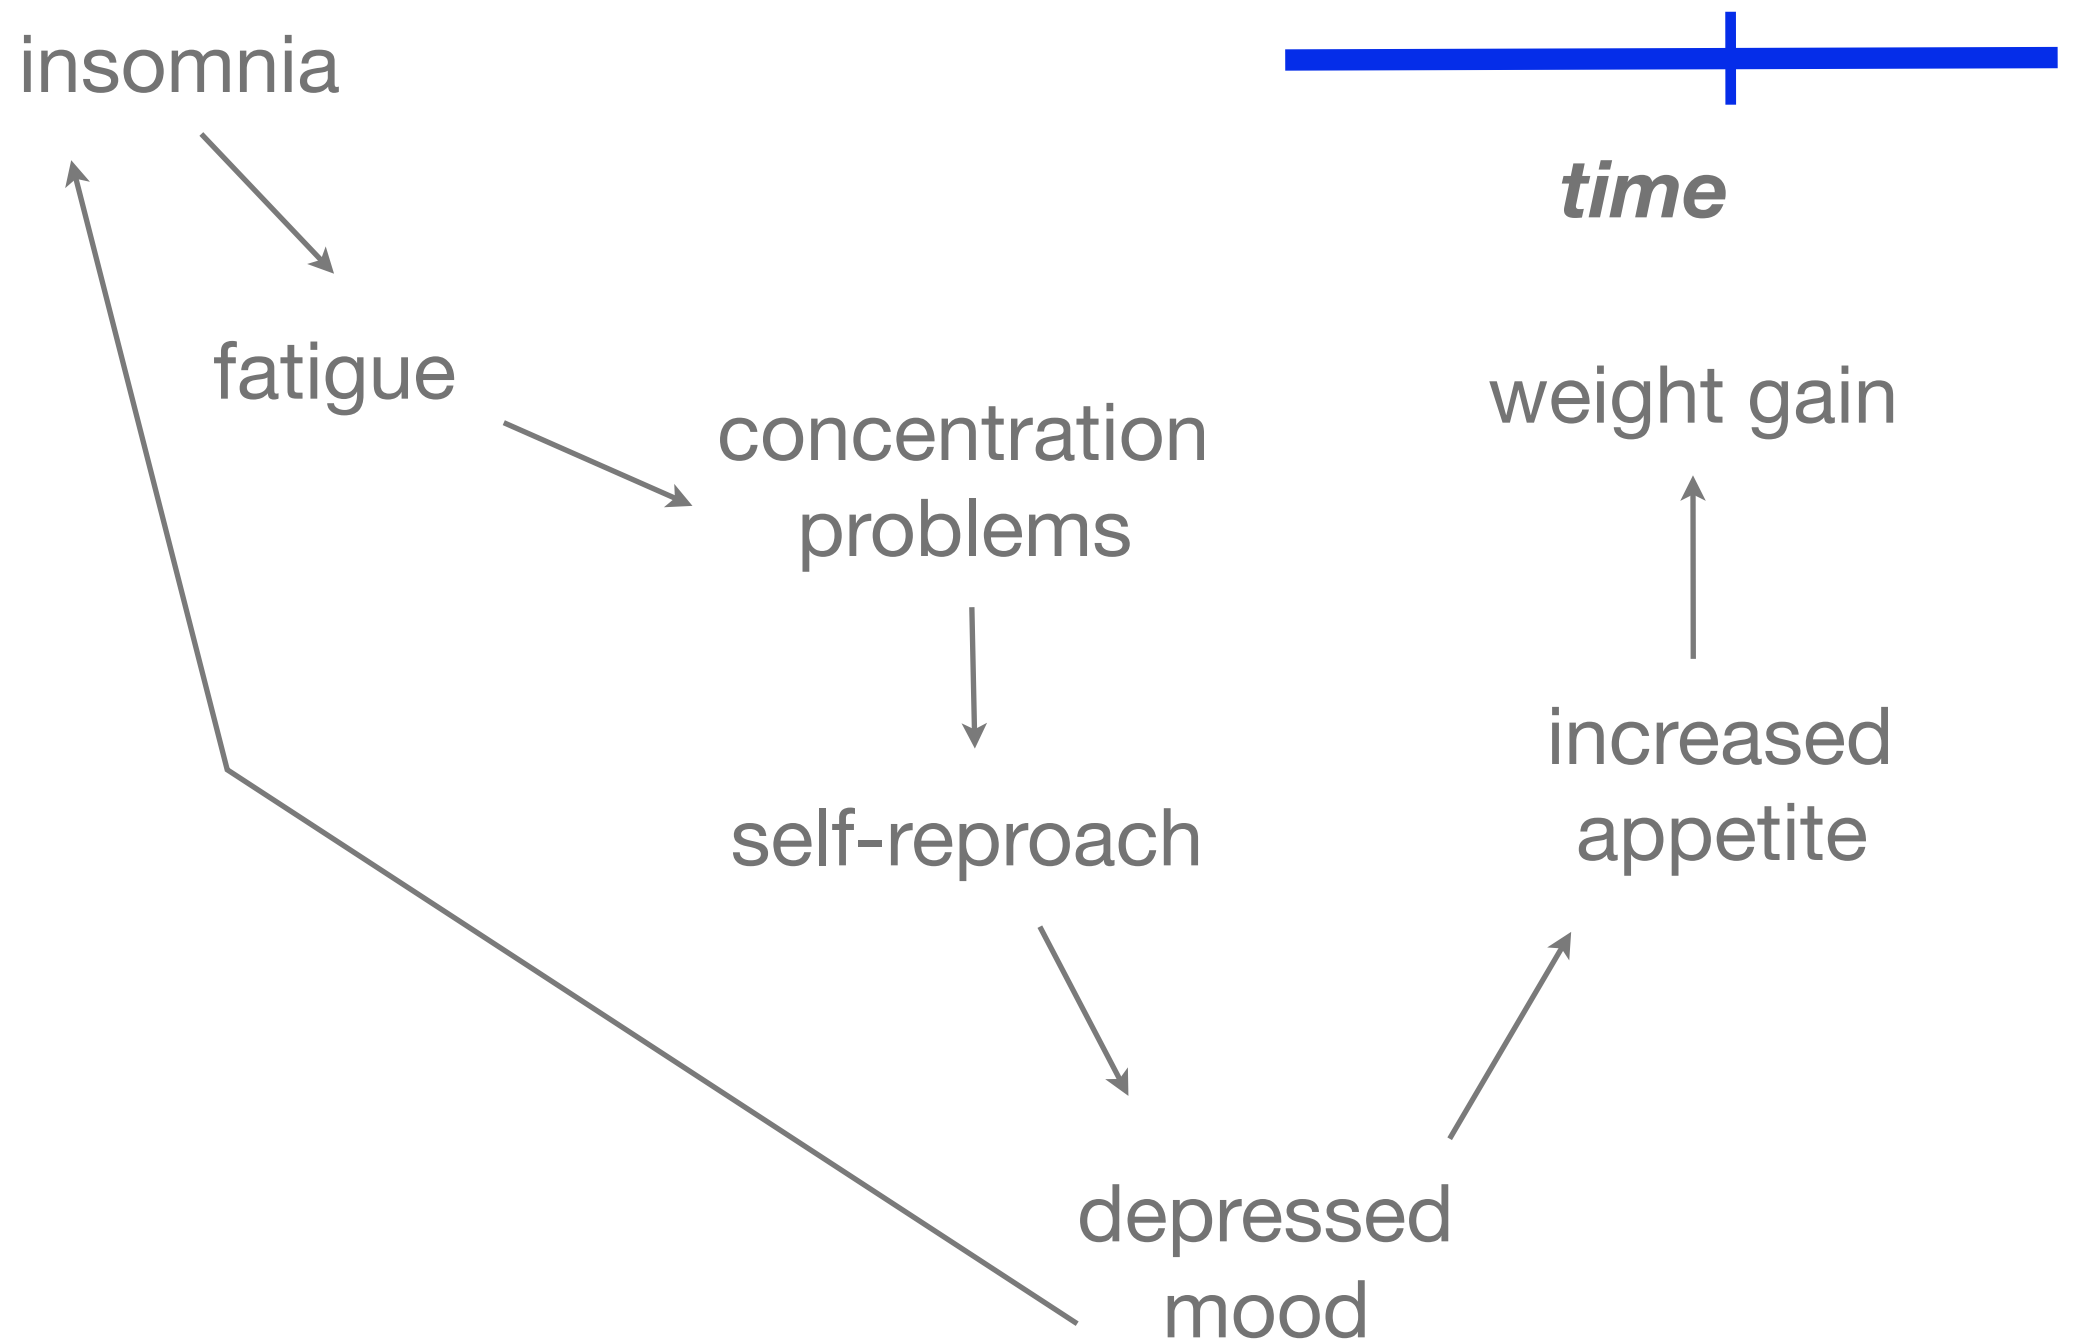 insomnia
time
fatigue
weight gain
concentration
problems
increased
appetite
self-reproach
depressed
mood